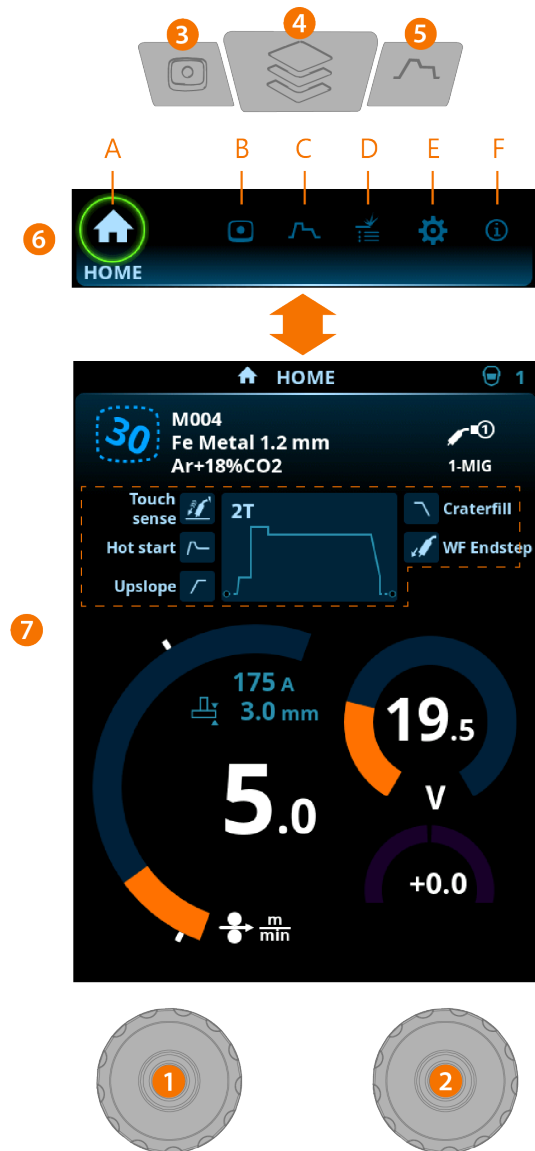 3 4 5
A B C D E F
6
HOME
HOME 1
30
M004
Fe Metal 1.2 mm
Ar+18%CO2
1
1-MIG
Touch
sense
2T
Craterfill
Hot start
WF Endstep
Upslope
7
175 A
3.0 mm
5.0
19.5
V
+0.0
m
min
1 2